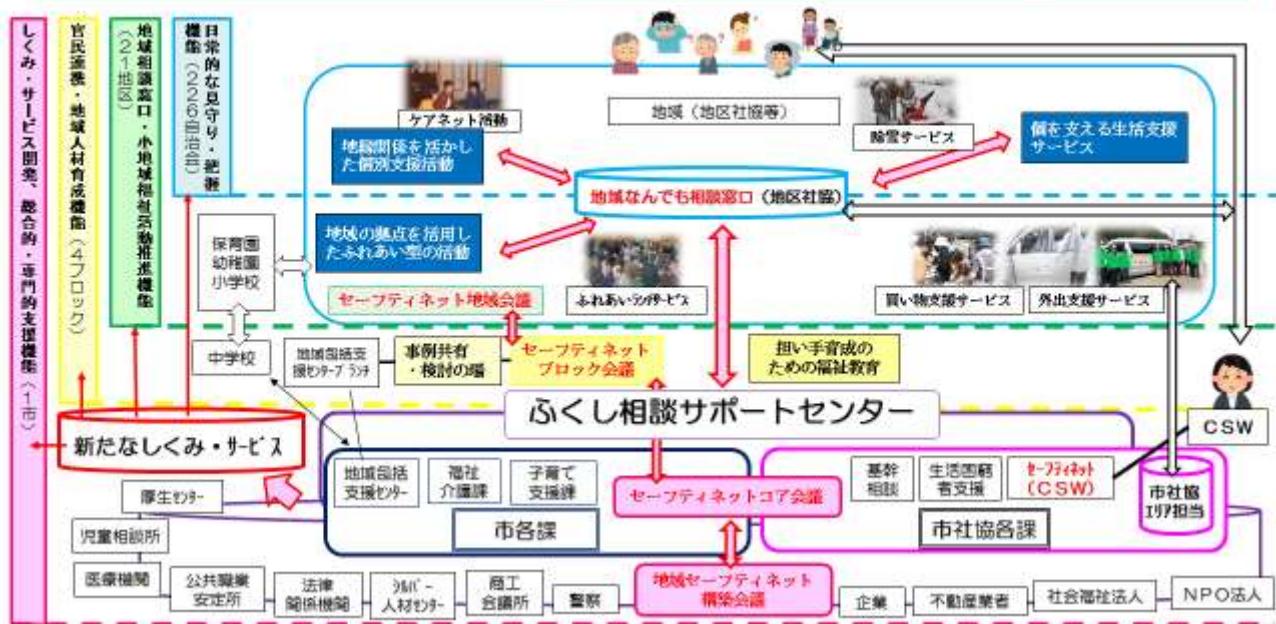 しくみ・サービス開発、総合的・専門的支援機能(1市)
官民連携・地域人材育成機能(4ブロック)
地域相談窓口・小地域福祉活動推進機能
(21地区)
日常的な見守り・把握
機能(226自治会)
地域(地区社協等)
ケアネット活動
除雪サービス
地縁関係を活かし
た個別支援活動
個を支える生活支援
サービス
地域なんでも相談窓口(地区社協)
地域の拠点を活用し
たふれあい型の活動
保育園
幼稚園
小学校
セーフティネット地域会議
ふれあいランチサービス
買い物支援サービス
外出支援サービス
中学校
地域包括支
援センターブランチ
事例共有
・検討の場
セーフティネット
ブロック会議
担い手育成の
ための福祉教育
ふくし相談サポートセンター
CSW
新たなしくみ・サービス
地域包括
支援センター
福祉
介護課
子育て
支援課
市各課
セーフティネットコア会議
基幹
相談
生活困窮
者支援
セーフティネット
(CSW)
市社協各課
市社協
エリア担当
厚生センター
児童相談所
医療機関
公共職業
安定所
法律
関係機関
シルバー
人材センター
商工
会議所
警察
地域セーフティネット
構築会議
企業
不動産業者
社会福祉法人
NPO法人